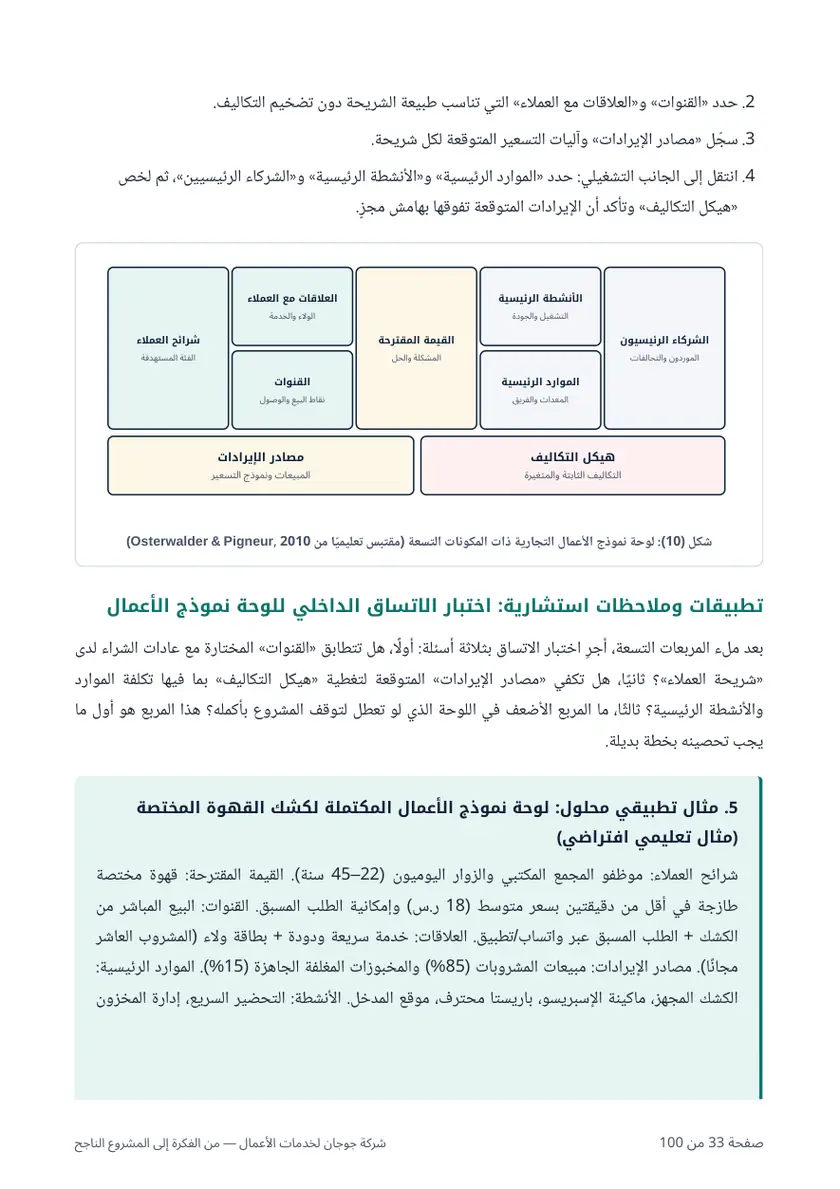 2. حدد «القنوات» و«العلاقات مع العملاء» التي تناسب طبيعة الشريحة دون تضخيم التكاليف.
3. سجّل «مصادر الإيرادات» وآليات التسعير المتوقعة لكل شريحة.
4. انتقل إلى الجانب التشغيلي: حدد «الموارد الرئيسية» و«الأنشطة الرئيسية» و«الشركاء الرئيسيين»، ثم لخص
«هيكل التكاليف» وتأكد أن الإيرادات المتوقعة تفوقها بهامش مجزٍ.
الشركاء الرئيسيون
الموردون والتحالفات
الأنشطة الرئيسية
التشغيل والجودة
الموارد الرئيسية
المعدات والفريق
القيمة المقترحة
المشكلة والحل
العلاقات مع العملاء
الولاء والخدمة
القنوات
نقاط البيع والوصول
شرائح العملاء
الفئة المستهدفة
هيكل التكاليف
التكاليف الثابتة والمتغيرة
مصادر الإيرادات
المبيعات ونموذج التسعير
شكل (10): لوحة نموذج الأعمال التجارية ذات المكونات التسعة (مقتبس تعليميًا من Osterwalder & Pigneur, 2010)
تطبيقات وملاحظات استشارية: اختبار الاتساق الداخلي للوحة نموذج الأعمال
بعد ملء المربعات التسعة، أجرِ اختبار الاتساق بثلاثة أسئلة: أولًا، هل تتطابق «القنوات» المختارة مع عادات الشراء لدى
«شريحة العملاء»؟ ثانيًا، هل تكفي «مصادر الإيرادات» المتوقعة لتغطية «هيكل التكاليف» بما فيها تكلفة الموارد
والأنشطة الرئيسية؟ ثالثًا، ما المربع الأضعف في اللوحة الذي لو تعطل لتوقف المشروع بأكمله؟ هذا المربع هو أول ما
يجب تحصينه بخطة بديلة.
5. مثال تطبيقي محلول: لوحة نموذج الأعمال المكتملة لكشك القهوة المختصة
(مثال تعليمي افتراضي)
شرائح العملاء: موظفو المجمع المكتبي والزوار اليوميون (22–45 سنة). القيمة المقترحة: قهوة مختصة
طازجة في أقل من دقيقتين بسعر متوسط (18 ر.س) وإمكانية الطلب المسبق. القنوات: البيع المباشر من
الكشك + الطلب المسبق عبر واتساب/تطبيق. العلاقات: خدمة سريعة ودودة + بطاقة ولاء (المشروب العاشر
مجانًا). مصادر الإيرادات: مبيعات المشروبات (85%) والمخبوزات المغلفة الجاهزة (15%). الموارد الرئيسية:
الكشك المجهز، ماكينة الإسبريسو، باريستا محترف، موقع المدخل. الأنشطة: التحضير السريع، إدارة المخزون
صفحة 33 من 100
شركة جوجان لخدمات الأعمال — من الفكرة إلى المشروع الناجح